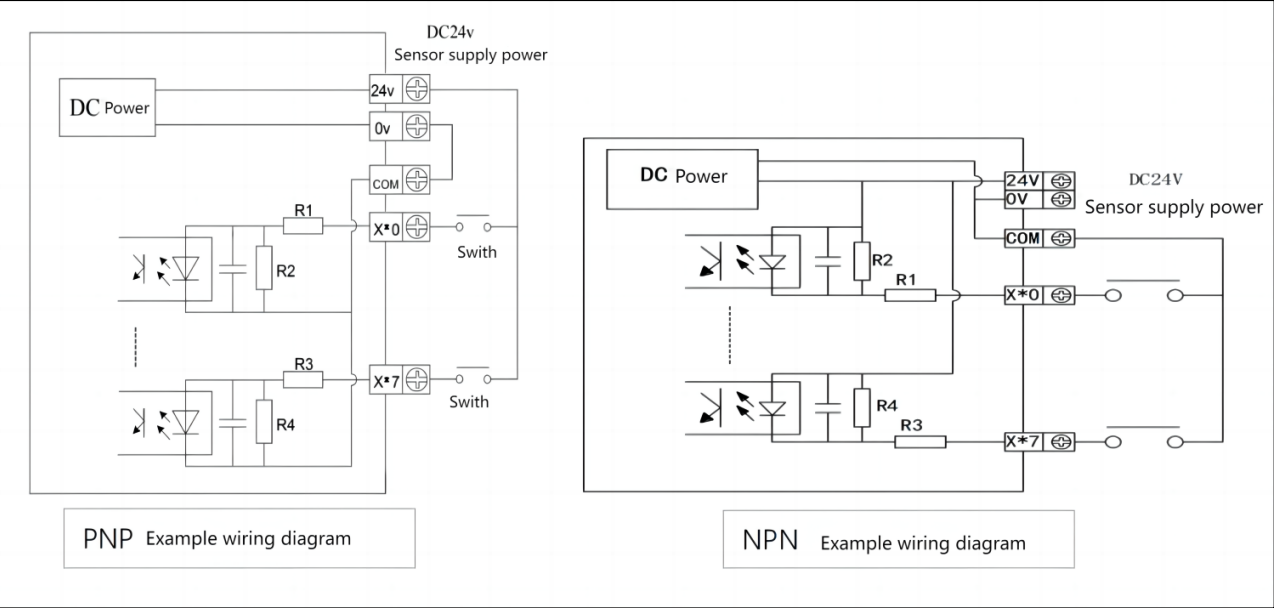 DC24v
Sensor supply power
DC Power
24v
0v
COM
R1
X*0
Swith
R2
R3
X*7
Swith
R4
PNP Example wiring diagram
DC Power
24V
0V
DC24V
Sensor supply power
COM
R2
R1
X*0
R4
R3
X*7
NPN Example wiring diagram